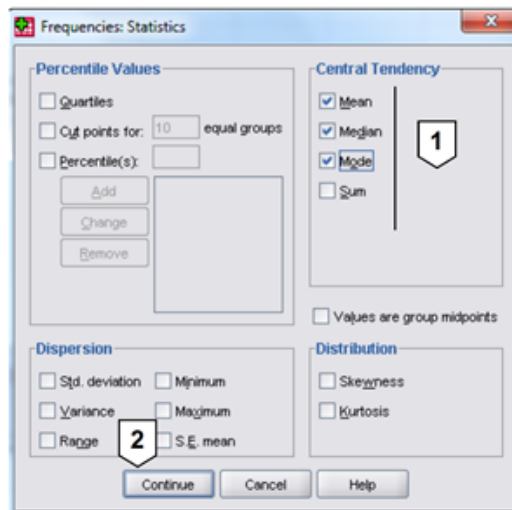 Frequencies: Statistics
Percentile Values
Quartiles
Cut points for: 10 equal groups
Percentile(s):
Add
Change
Remove
Central Tendency
Mean
Median
Mode
Sum
1
Values are group midpoints
Dispersion
Std. deviation Minimum
Variance Maximum
Range S.E. mean
2
Distribution
Skewness
Kurtosis
Continue Cancel Help